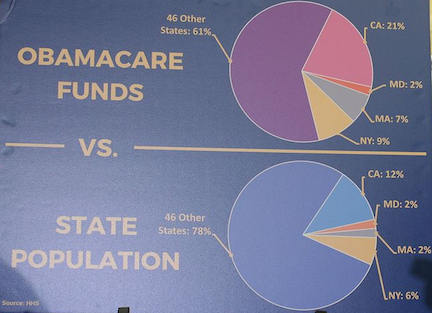 46 Other
States: 61%
CA: 21%
OBAMACARE
FUNDS
MD: 2%
MA: 7%
NY: 9%
VS.
CA: 12%
46 Other
States: 78%
MD: 2%
STATE
POPULATION
MA: 2%
NY: 6%
Source: HHS